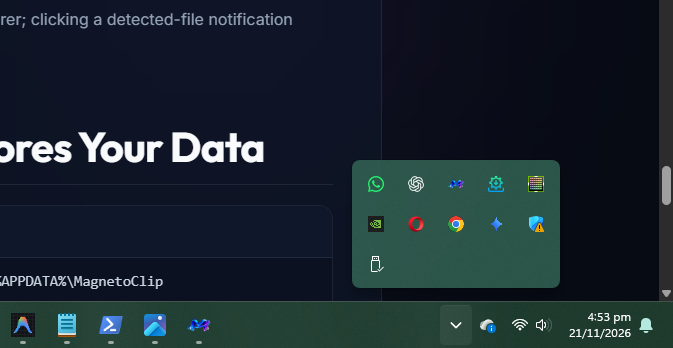 rer; clicking a detected-file notification
ores Your Data
%APPDATA%\MagnetoClip
4:53 pm
21/11/2026